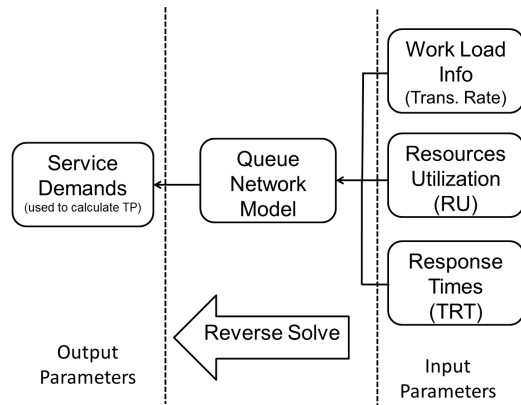 Work Load
Info
(Trans. Rate)
Service
Demands
(used to calculate TP)
Queue
Network
Model
Resources
Utilization
(RU)
Response
Times
(TRT)
Reverse Solve
Output
Parameters
Input
Parameters